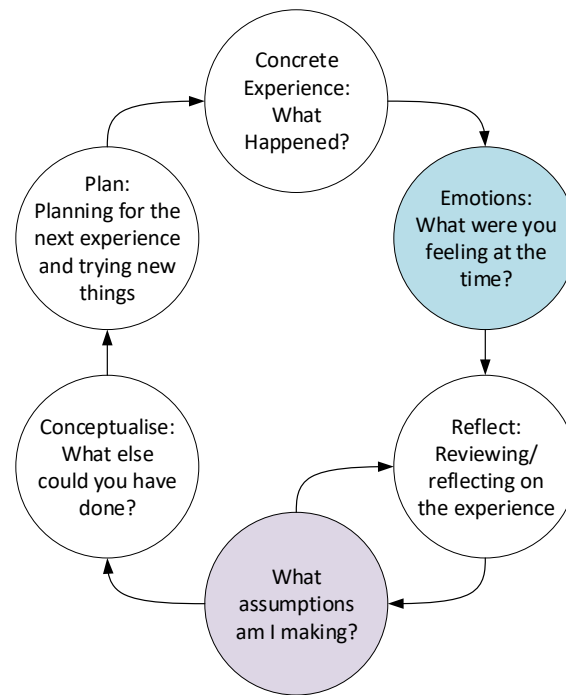 Concrete
Experience:
What
Happened?
Emotions:
What were you
feeling at the
time?
Reflect:
Reviewing/
reflecting on
the experience
What
assumptions
am I making?
Conceptualise:
What else
could you have
done?
Plan:
Planning for the
next experience
and trying new
things